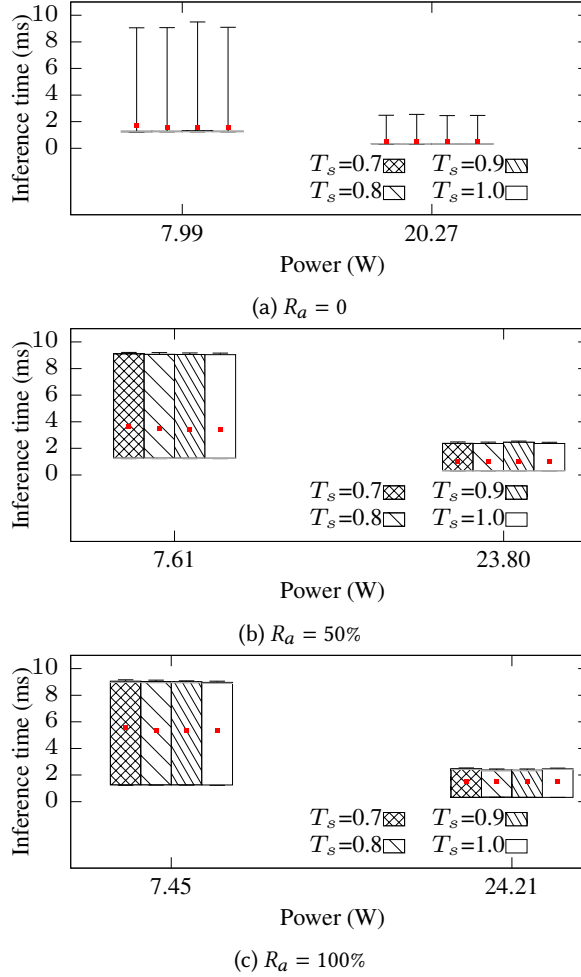 Inference time (ms)
10
8
6
4
2
0
T_s=0.7 T_s=0.9
T_s=0.8 T_s=1.0
7.99 20.27
Power (W)
(a) R_a = 0
Inference time (ms)
10
8
6
4
2
0
T_s=0.7 T_s=0.9
T_s=0.8 T_s=1.0
7.61 23.80
Power (W)
(b) R_a = 50%
Inference time (ms)
10
8
6
4
2
0
T_s=0.7 T_s=0.9
T_s=0.8 T_s=1.0
7.45 24.21
Power (W)
(c) R_a = 100%